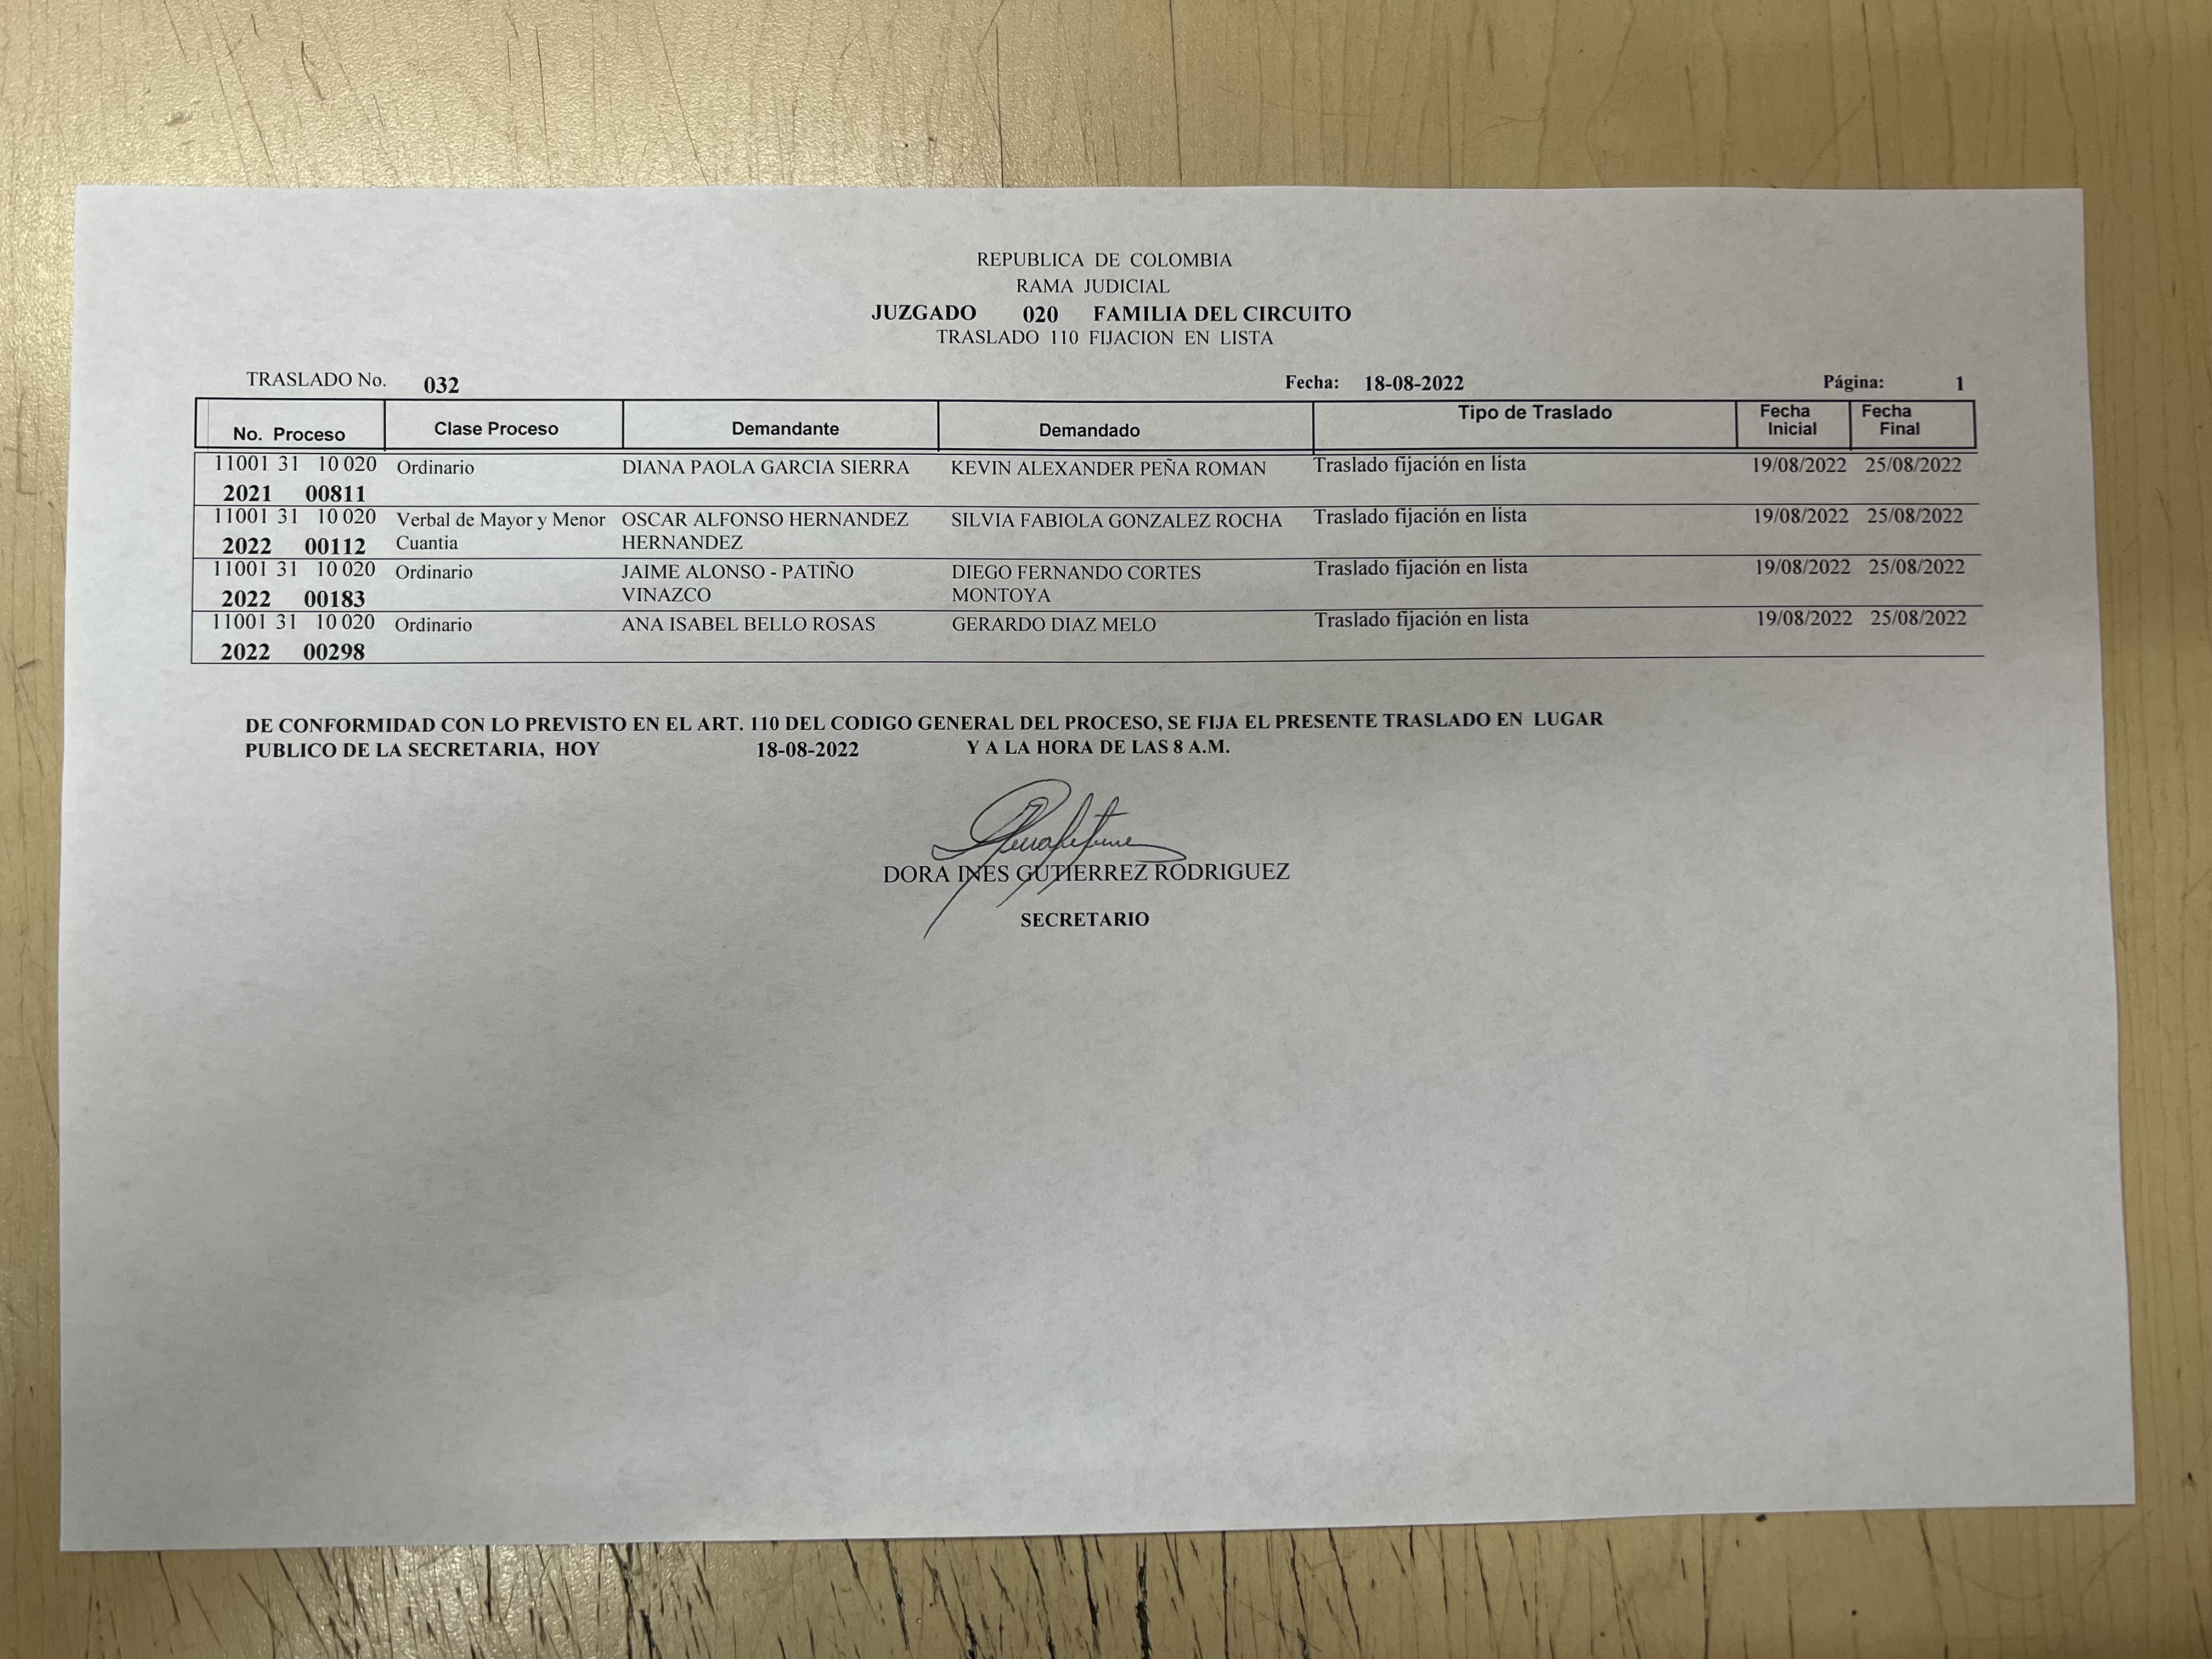 REPUBLICA DE COLOMBIA
RAMA JUDICIAL
JUZGADO 020 FAMILIA DEL CIRCUITO
TRASLADO 110 FIJACION EN LISTA
TRASLADO No. 032 Fecha: 18-08-2022 Página: 1
No. Proceso Clase Proceso Demandante Demandado Tipo de Traslado Fecha Inicial Fecha Final
11001 31 10 020 Ordinario DIANA PAOLA GARCIA SIERRA KEVIN ALEXANDER PEÑA ROMAN Traslado fijación en lista 19/08/2022 25/08/2022
2021 00811
11001 31 10 020 Verbal de Mayor y Menor OSCAR ALFONSO HERNANDEZ SILVIA FABIOLA GONZALEZ ROCHA Traslado fijación en lista 19/08/2022 25/08/2022
2022 00112 Cuantia HERNANDEZ
11001 31 10 020 Ordinario JAIME ALONSO - PATIÑO DIEGO FERNANDO CORTES Traslado fijación en lista 19/08/2022 25/08/2022
2022 00183 VINAZCO MONTOYA
11001 31 10 020 Ordinario ANA ISABEL BELLO ROSAS GERARDO DIAZ MELO Traslado fijación en lista 19/08/2022 25/08/2022
2022 00298
DE CONFORMIDAD CON LO PREVISTO EN EL ART. 110 DEL CODIGO GENERAL DEL PROCESO, SE FIJA EL PRESENTE TRASLADO EN LUGAR
PUBLICO DE LA SECRETARIA, HOY 18-08-2022 Y A LA HORA DE LAS 8 A.M.
DORA INES GUTIERREZ RODRIGUEZ
SECRETARIO